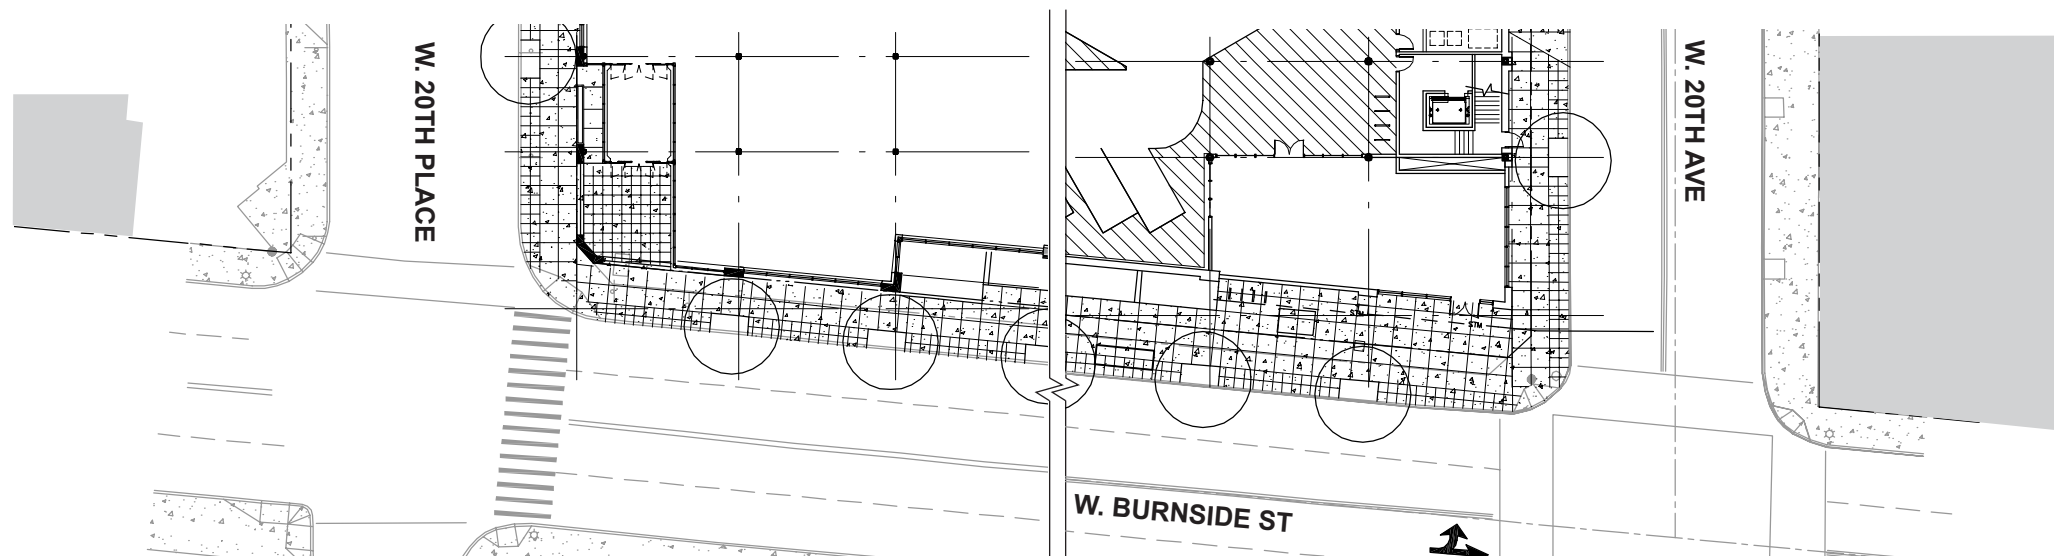 W. 20TH PLACE
W. 20TH AVE
STM
STM
W. BURNSIDE ST